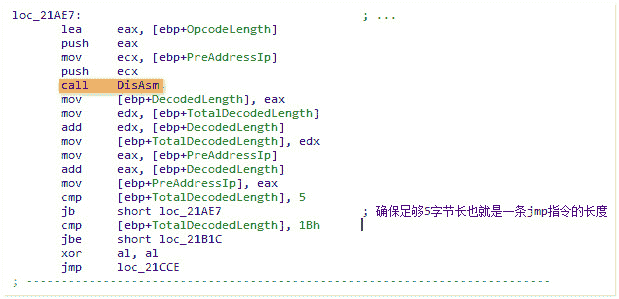 loc_21AE7: ; ...
lea eax, [ebp+OpcodeLength]
push eax
mov ecx, [ebp+PreAddressIp]
push ecx
call DisAsm
mov [ebp+DecodedLength], eax
mov edx, [ebp+TotalDecodedLength]
add edx, [ebp+DecodedLength]
mov [ebp+TotalDecodedLength], edx
mov eax, [ebp+PreAddressIp]
add eax, [ebp+DecodedLength]
mov [ebp+PreAddressIp], eax
cmp [ebp+TotalDecodedLength], 5
jb short loc_21AE7 ; 确保足够5字节长也就是一条jmp指令的长度
cmp [ebp+TotalDecodedLength], 1Bh
jbe short loc_21B1C
xor al, al
jmp loc_21CCE
; ---------------------------------------------------------------------------